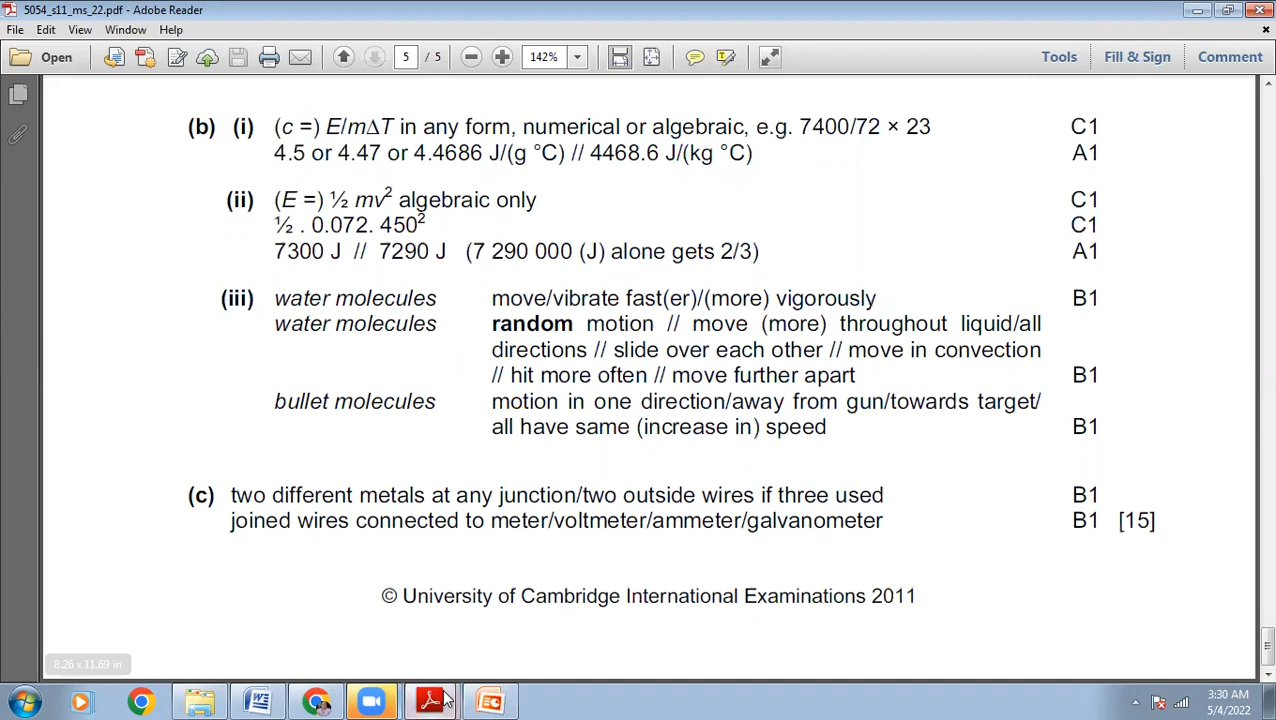 5054_s11_ms_22.pdf - Adobe Reader
File Edit View Window Help
Open 5 / 5 142% Tools Fill & Sign Comment
(b) (i) (c =) E/mΔT in any form, numerical or algebraic, e.g. 7400/72 × 23 C1
4.5 or 4.47 or 4.4686 J/(g °C) // 4468.6 J/(kg °C) A1
(ii) (E =) ½ mv² algebraic only C1
½ . 0.072. 450² C1
7300 J // 7290 J (7 290 000 (J) alone gets 2/3) A1
(iii) water molecules move/vibrate fast(er)/(more) vigorously B1
water molecules random motion // move (more) throughout liquid/all
directions // slide over each other // move in convection
// hit more often // move further apart B1
bullet molecules motion in one direction/away from gun/towards target/
all have same (increase in) speed B1
(c) two different metals at any junction/two outside wires if three used B1
joined wires connected to meter/voltmeter/ammeter/galvanometer B1 [15]
© University of Cambridge International Examinations 2011
8.26 x 11.69 in
3:30 AM
5/4/2022